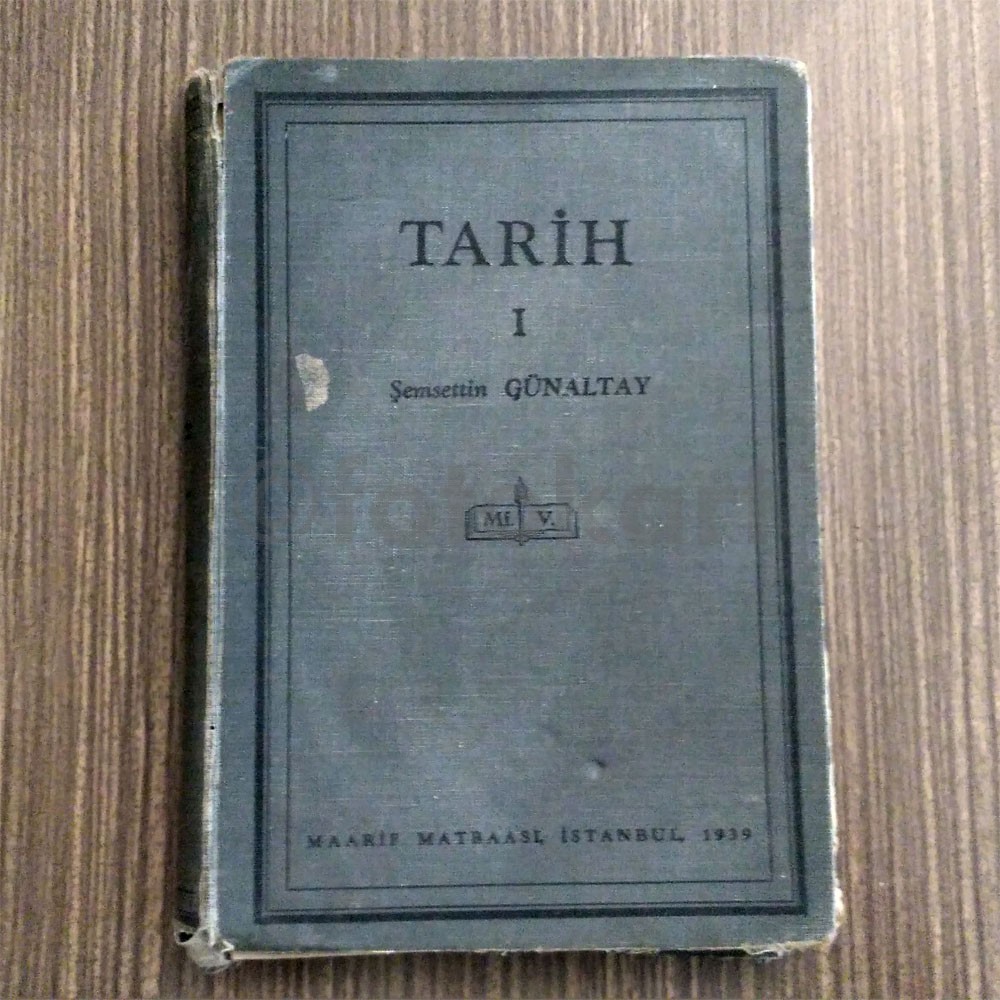 TARİH
I
Şemsettin GÜNALTAY
Mf. V.
MAARİF MATBAASI, İSTANBUL, 1939